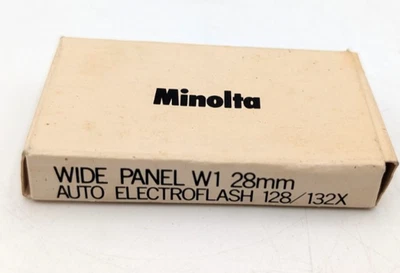 Minolta
WIDE PANEL W1 28mm
AUTO ELECTROFLASH 128/132X